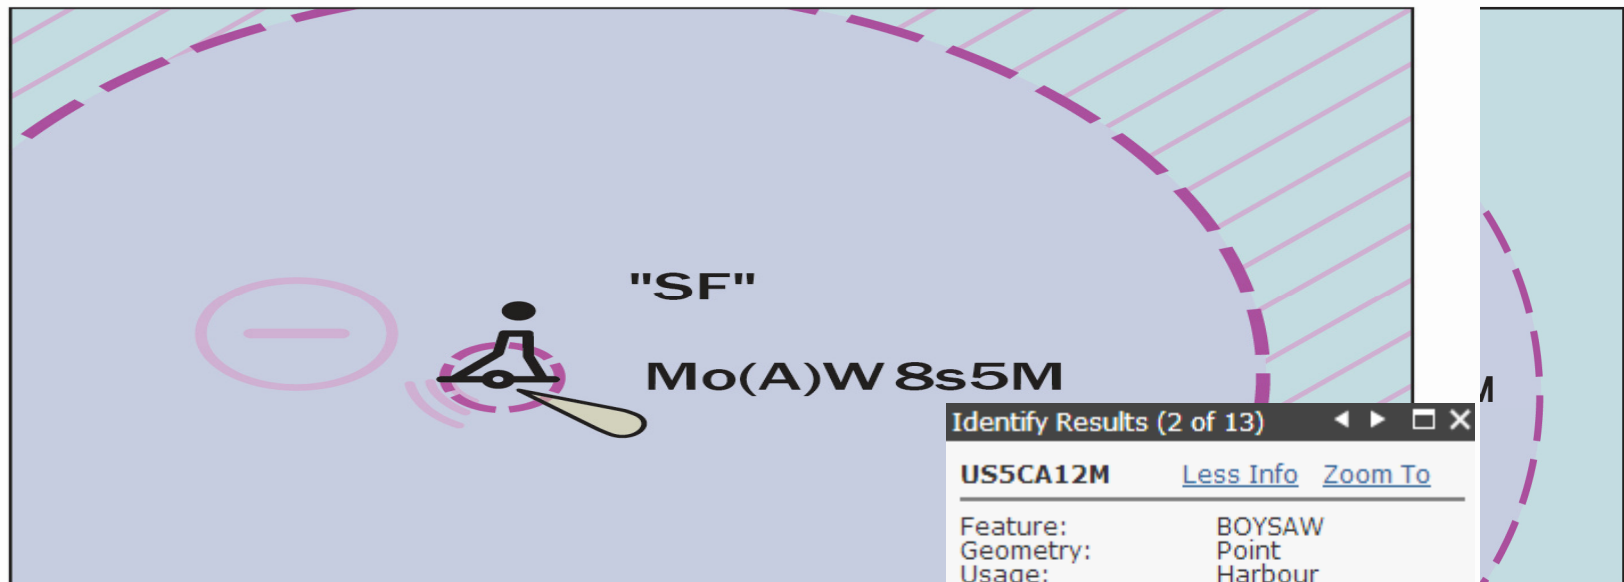 "SF"
Mo(A)W 8s5M
M
Identify Results (2 of 13)
US5CA12M Less Info Zoom To
Feature: BOYSAW
Geometry: Point
Usage: Harbour